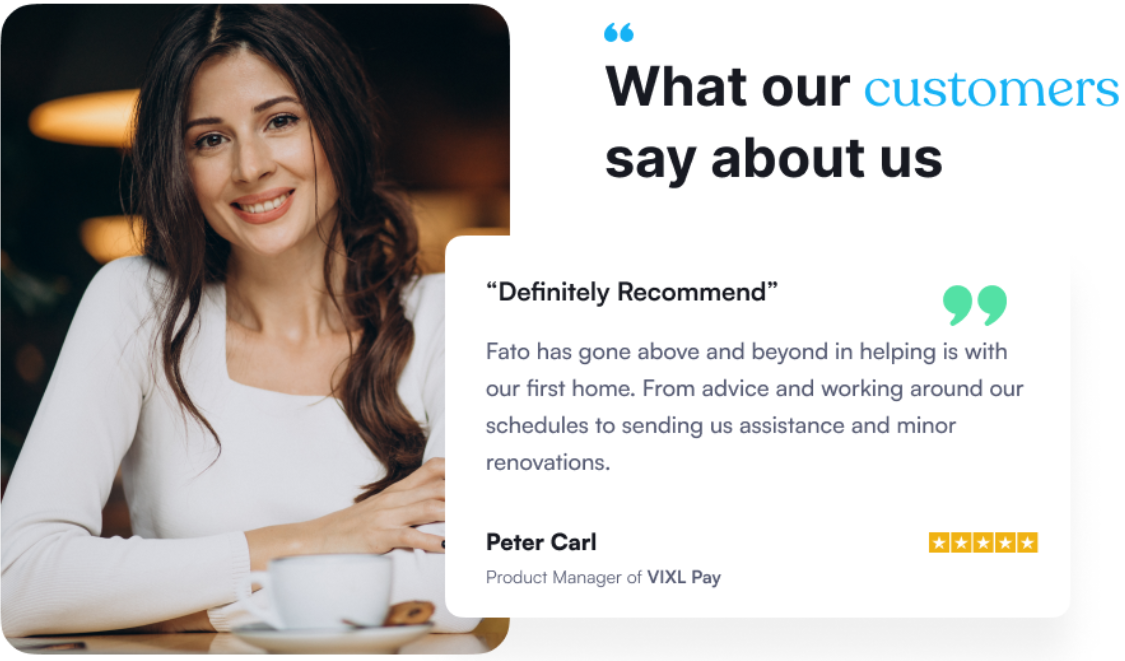 “
What our customers
say about us
“Definitely Recommend”
”
Fato has gone above and beyond in helping is with
our first home. From advice and working around our
schedules to sending us assistance and minor
renovations.
Peter Carl
Product Manager of VIXL Pay